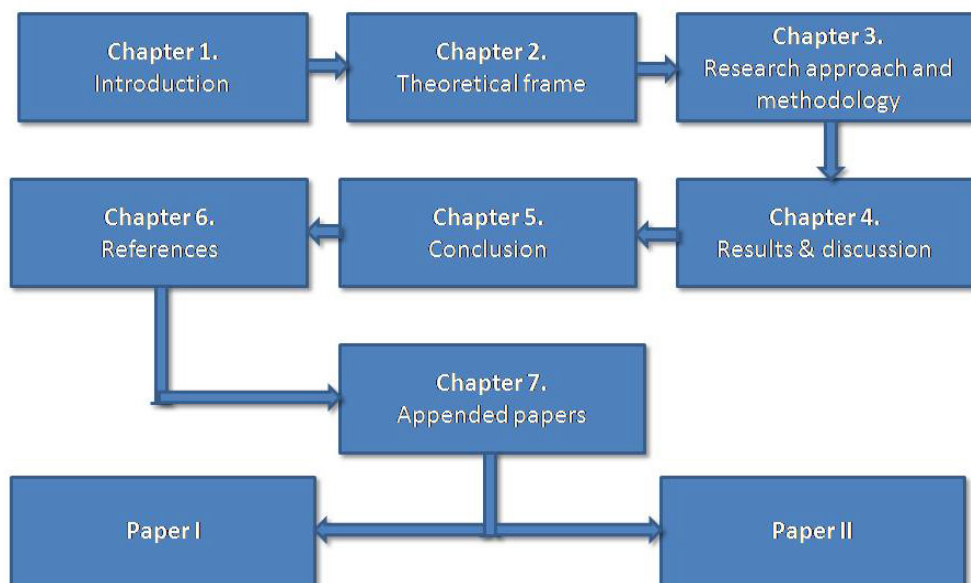 Chapter 1.
Introduction
Chapter 2.
Theoretical frame
Chapter 3.
Research approach and
methodology
Chapter 4.
Results & discussion
Chapter 5.
Conclusion
Chapter 6.
References
Chapter 7.
Appended papers
Paper I
Paper II